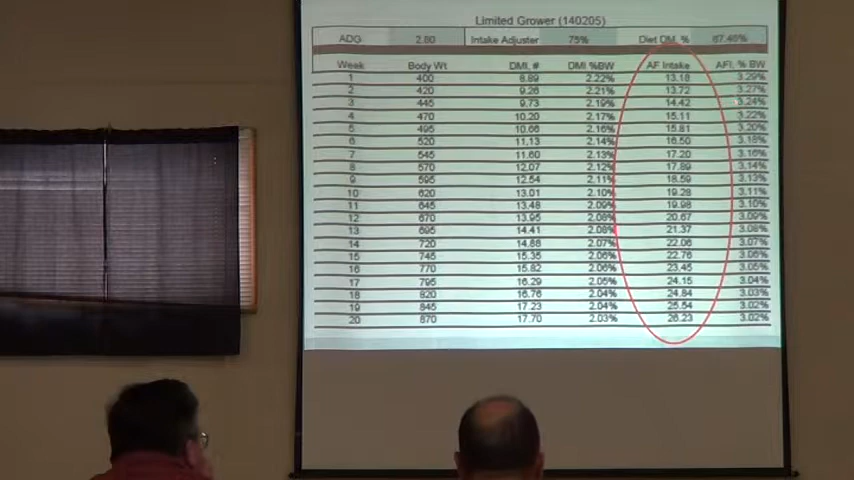 Limited Grower (140205)
ADG 2.80 Intake Adjuster 75% Diet DM, % 67.46%
Week Body Wt DMI, # DMI %BW AF Intake AFI, % BW
1 400 8.89 2.22% 13.18 3.29%
2 420 9.26 2.21% 13.72 3.27%
3 445 9.73 2.19% 14.42 3.24%
4 470 10.20 2.17% 15.11 3.22%
5 495 10.66 2.16% 15.81 3.20%
6 520 11.13 2.14% 16.50 3.18%
7 545 11.60 2.13% 17.20 3.16%
8 570 12.07 2.12% 17.89 3.14%
9 595 12.54 2.11% 18.59 3.13%
10 620 13.01 2.10% 19.28 3.11%
11 645 13.48 2.09% 19.98 3.10%
12 670 13.95 2.08% 20.67 3.09%
13 695 14.41 2.08% 21.37 3.08%
14 720 14.88 2.07% 22.06 3.07%
15 745 15.35 2.06% 22.76 3.06%
16 770 15.82 2.06% 23.45 3.05%
17 795 16.29 2.05% 24.15 3.04%
18 820 16.76 2.04% 24.84 3.03%
19 845 17.23 2.04% 25.54 3.02%
20 870 17.70 2.03% 26.23 3.02%